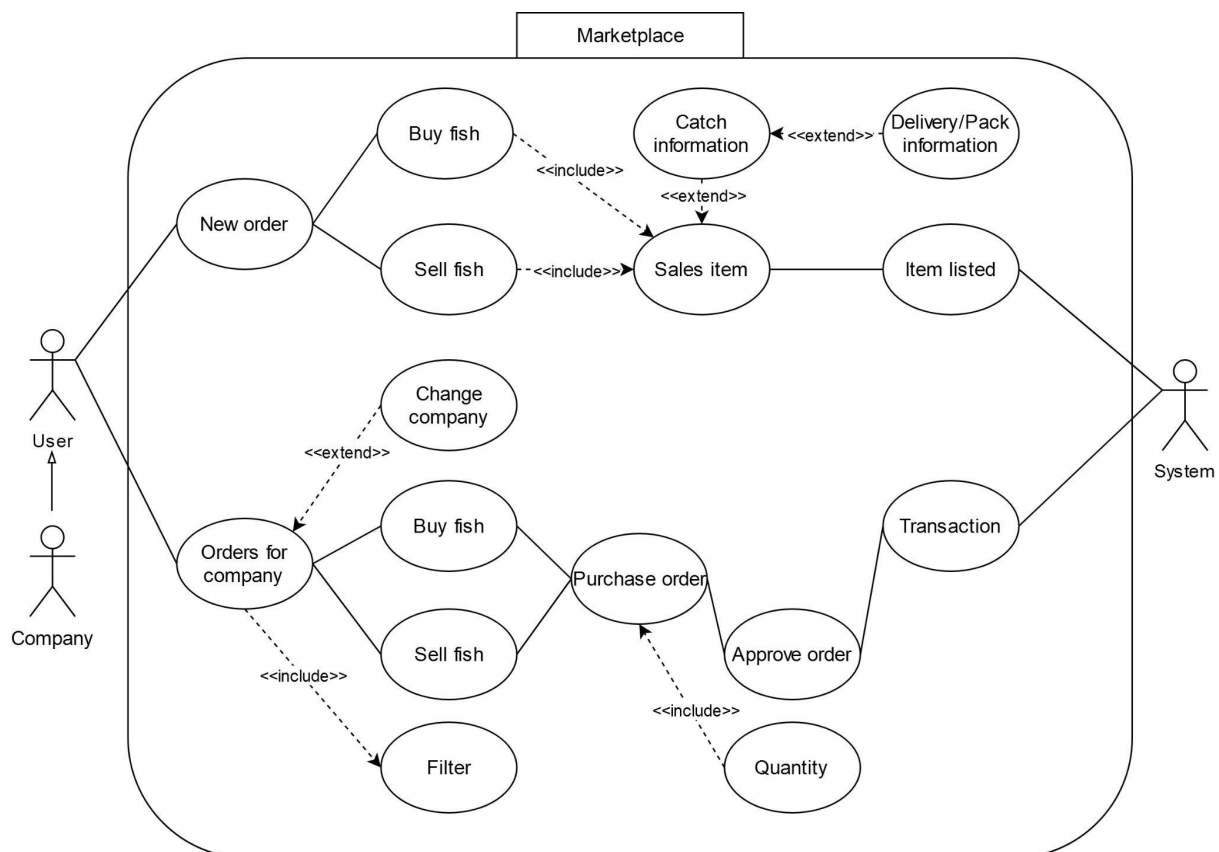 Marketplace
Buy fish
Catch
information
<<extend>>
Delivery/Pack
information
<<include>>
<<extend>>
New order
Sell fish
<<include>>
Sales item
Item listed
Change
company
User
<<extend>>
System
Buy fish
Transaction
Orders for
company
Purchase order
Company
Sell fish
Approve order
<<include>>
<<include>>
Filter
Quantity